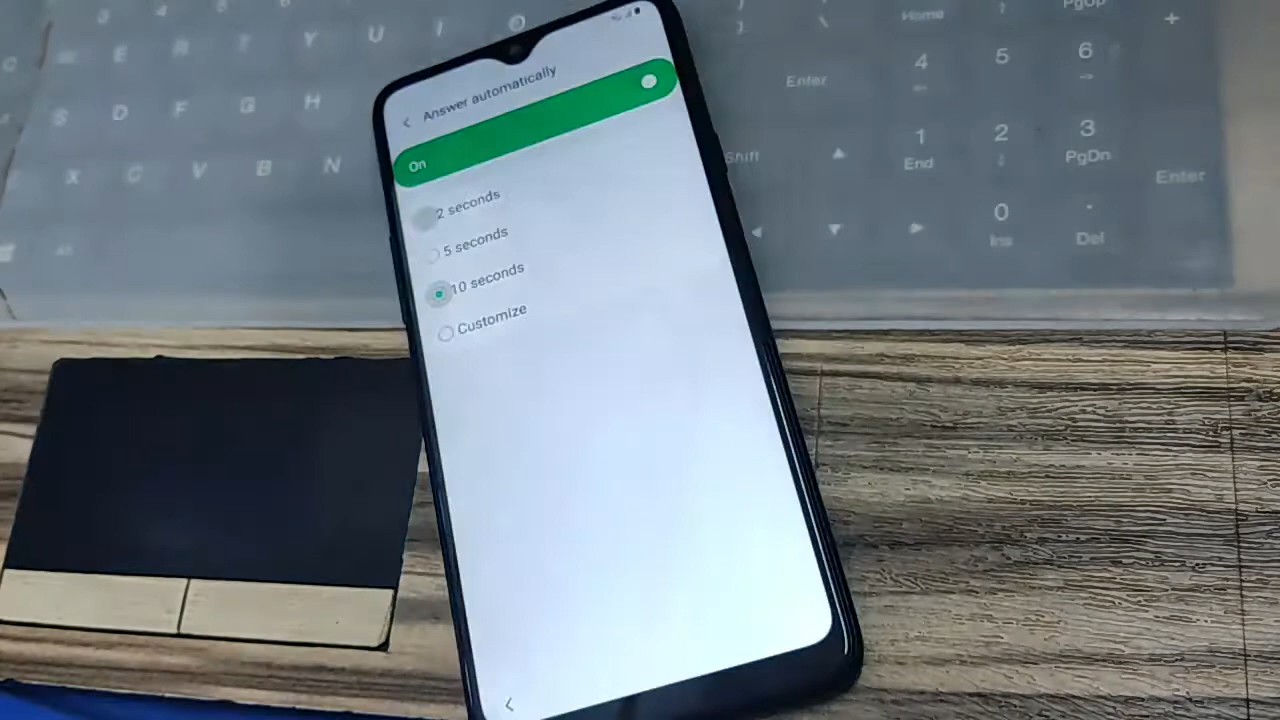 Answer automatically
On
2 seconds
5 seconds
10 seconds
Customize
U I O
E R T Y
S D F G H
X C V B N
Home
PgUp
+
4
5
6
Enter
1
End
2
3
PgDn
Shift
Enter
0
Ins
.
Del